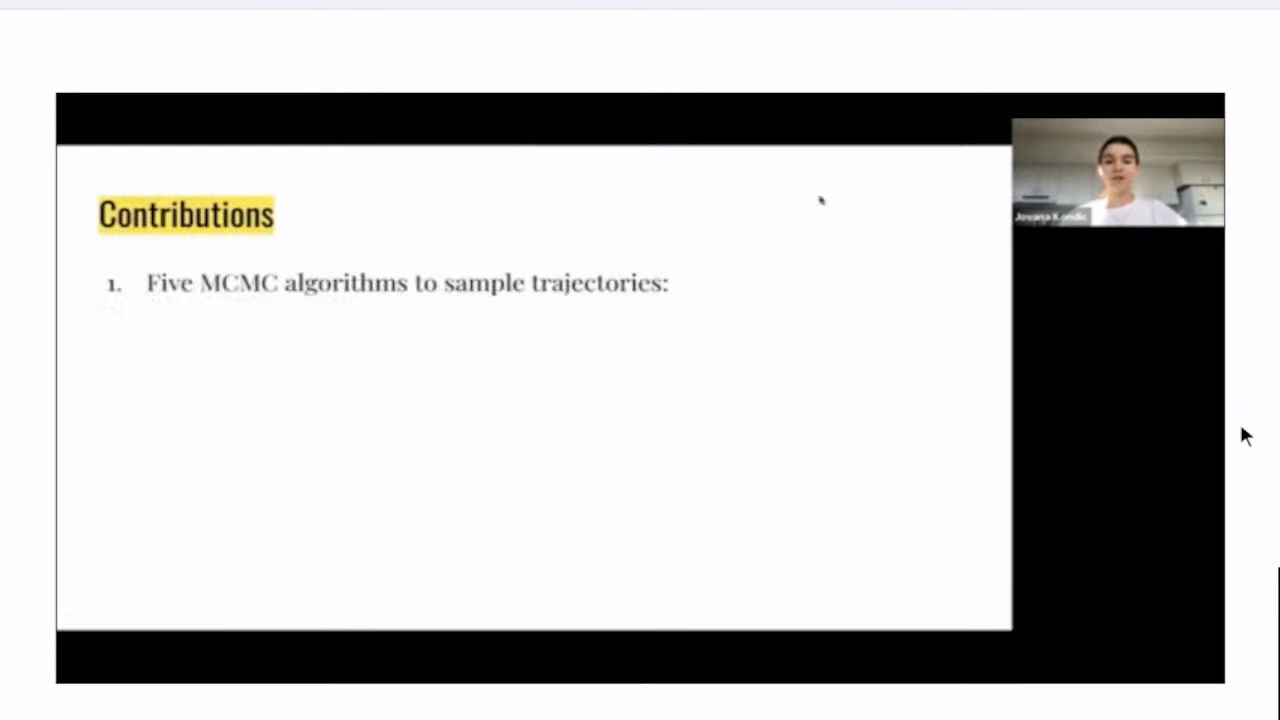 Contributions
1. Five MCMC algorithms to sample trajectories:
Jovana Kondic